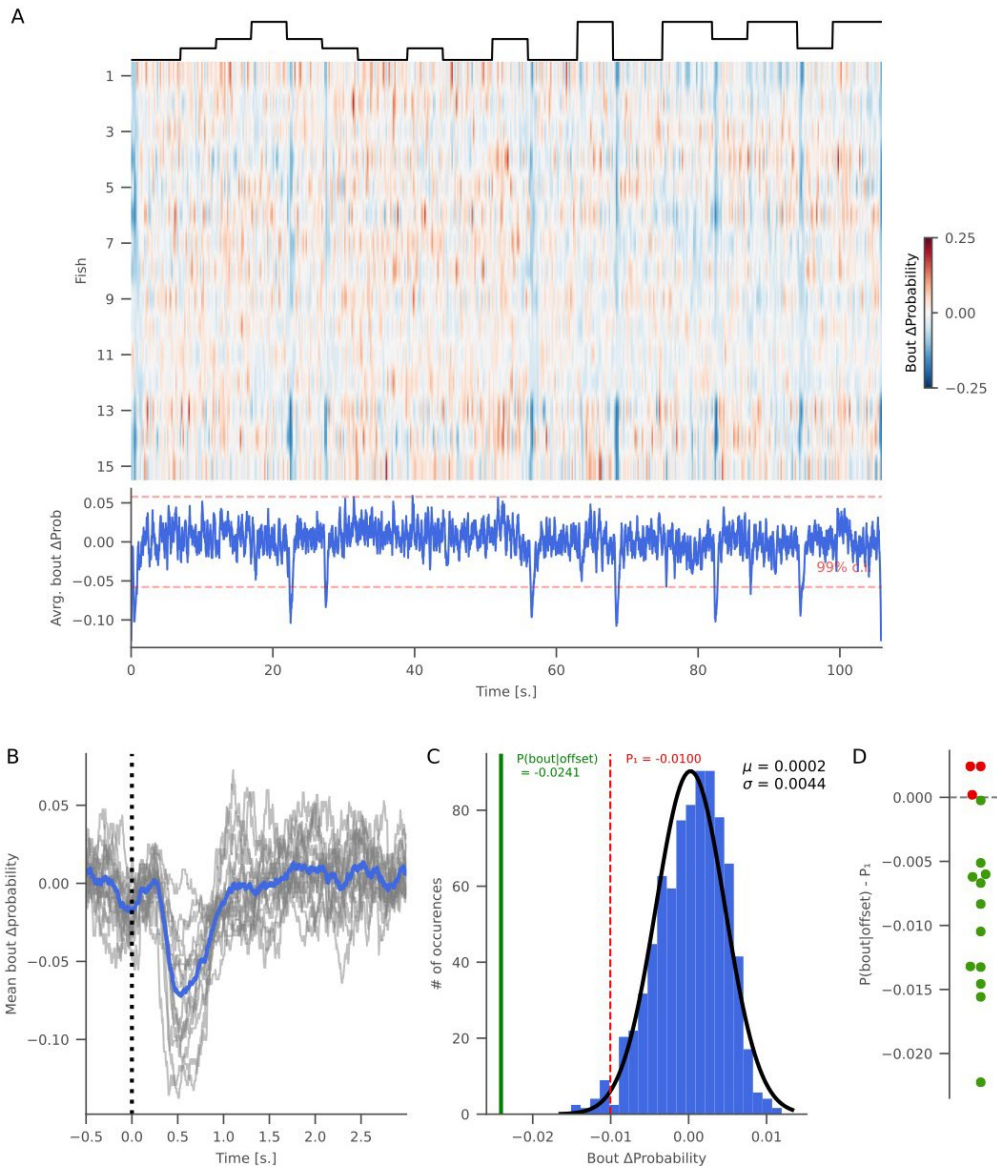 A
1
3
5
7
9
11
13
15
Fish
0.25
0.00
−0.25
Bout ΔProbability
0.05
0.00
−0.05
−0.10
Avrg. bout ΔProb
99% c.i.
0
20
40
60
80
100
Time [s.]
B
0.05
0.00
−0.05
−0.10
Mean bout Δprobability
−0.5
0.0
0.5
1.0
1.5
2.0
2.5
Time [s.]
C
P(bout|offset)
= -0.0241
P₁ = -0.0100
μ = 0.0002
σ = 0.0044
80
60
40
20
0
# of occurences
−0.02
−0.01
0.00
0.01
Bout ΔProbability
D
0.000
−0.005
−0.010
−0.015
−0.020
P(bout|offset) - P₁